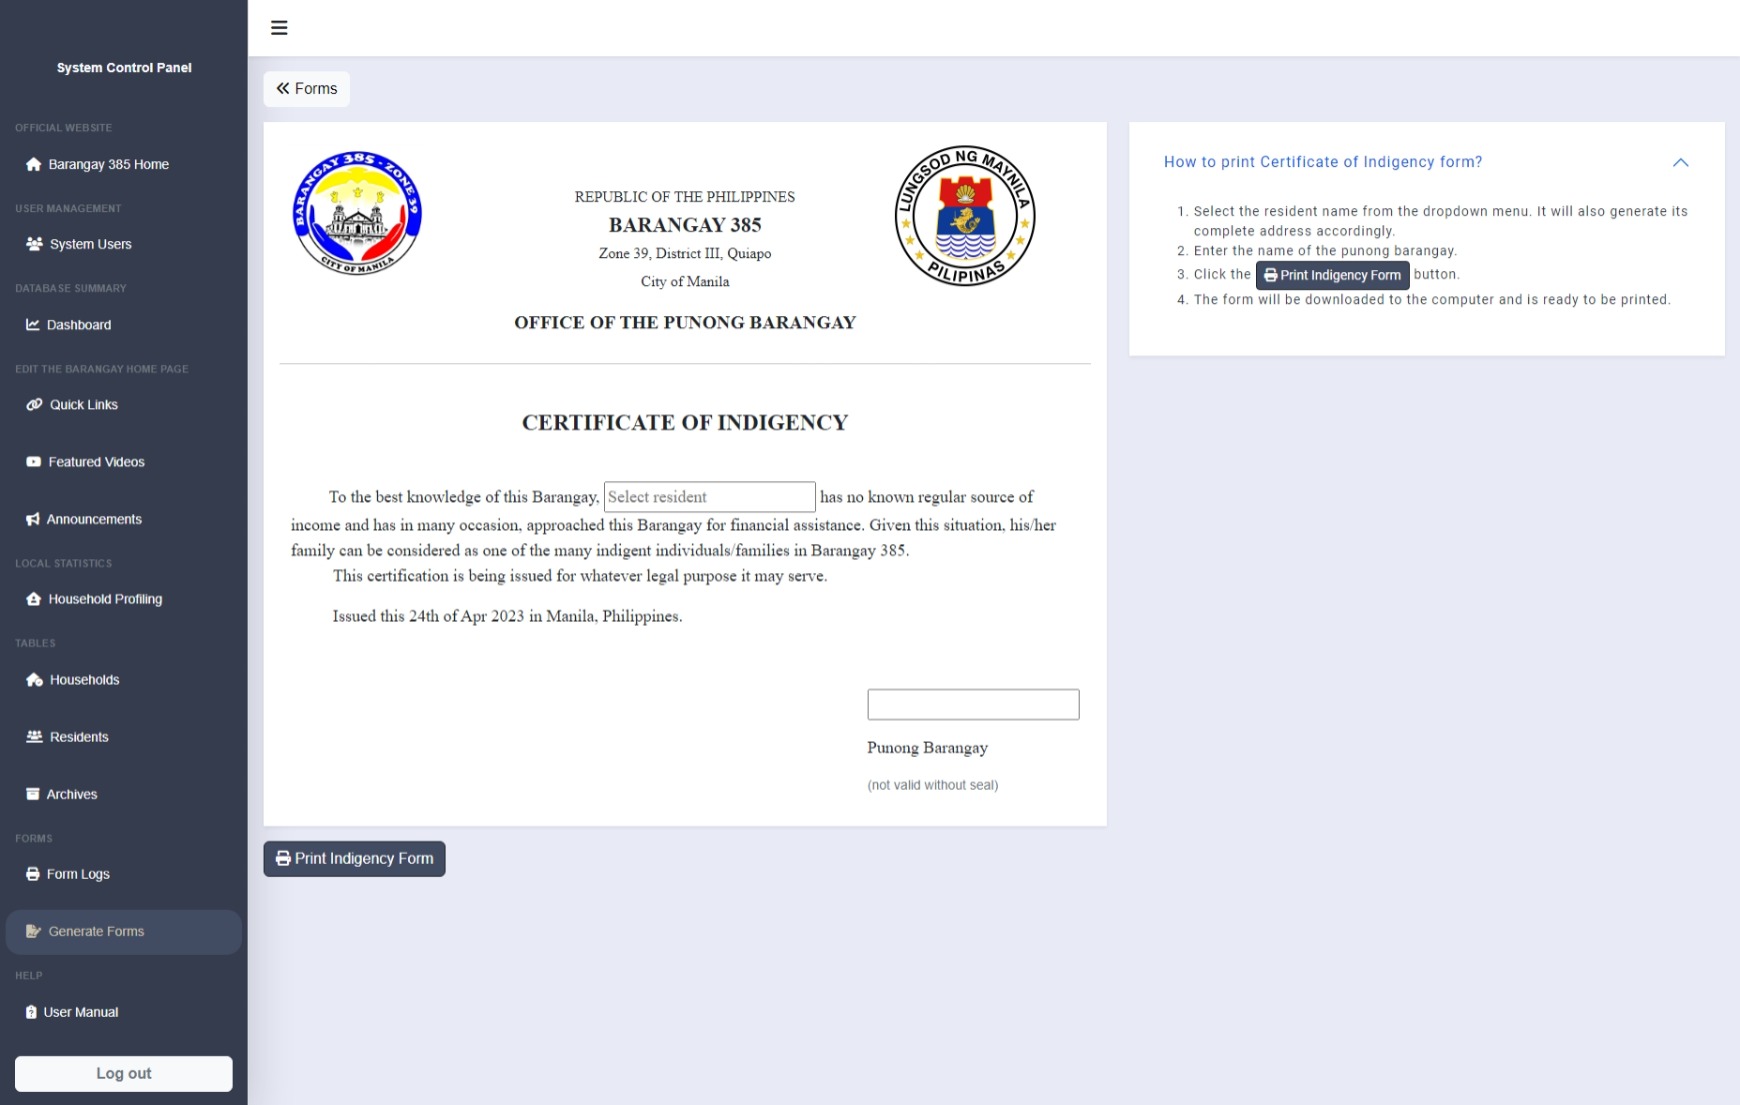 System Control Panel
OFFICIAL WEBSITE
Barangay 385 Home
USER MANAGEMENT
System Users
DATABASE SUMMARY
Dashboard
EDIT THE BARANGAY HOME PAGE
Quick Links
Featured Videos
Announcements
LOCAL STATISTICS
Household Profiling
TABLES
Households
Residents
Archives
FORMS
Form Logs
Generate Forms
HELP
User Manual
Log out
Forms
BARANGAY 385 - ZONE 39
CITY OF MANILA
REPUBLIC OF THE PHILIPPINES
BARANGAY 385
Zone 39, District III, Quiapo
City of Manila
LUNGSOD NG MAYNILA
PILIPINAS
OFFICE OF THE PUNONG BARANGAY
CERTIFICATE OF INDIGENCY
To the best knowledge of this Barangay, Select resident has no known regular source of
income and has in many occasion, approached this Barangay for financial assistance. Given this situation, his/her
family can be considered as one of the many indigent individuals/families in Barangay 385.
This certification is being issued for whatever legal purpose it may serve.
Issued this 24th of Apr 2023 in Manila, Philippines.
Punong Barangay
(not valid without seal)
Print Indigency Form
How to print Certificate of Indigency form?
1. Select the resident name from the dropdown menu. It will also generate its
complete address accordingly.
2. Enter the name of the punong barangay.
3. Click the Print Indigency Form button.
4. The form will be downloaded to the computer and is ready to be printed.